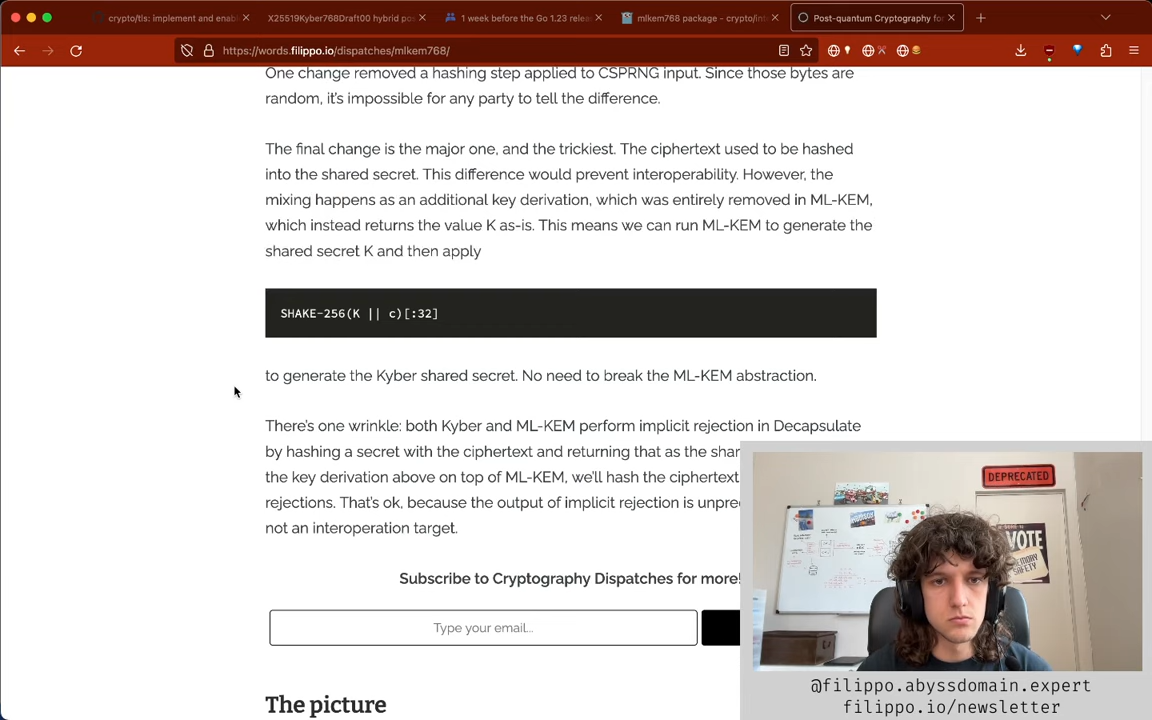 crypto/tls: implement and enabl
X25519Kyber768Draft00 hybrid pos
1 week before the Go 1.23 relea
mlkem768 package - crypto/int
Post-quantum Cryptography for
https://words.filippo.io/dispatches/mlkem768/
One change removed a hashing step applied to CSPRNG input. Since those bytes are
random, it's impossible for any party to tell the difference.
The final change is the major one, and the trickiest. The ciphertext used to be hashed
into the shared secret. This difference would prevent interoperability. However, the
mixing happens as an additional key derivation, which was entirely removed in ML-KEM,
which instead returns the value K as-is. This means we can run ML-KEM to generate the
shared secret K and then apply
SHAKE-256(K || c)[:32]
to generate the Kyber shared secret. No need to break the ML-KEM abstraction.
There's one wrinkle: both Kyber and ML-KEM perform implicit rejection in Decapsulate
by hashing a secret with the ciphertext and returning that as the shar
the key derivation above on top of ML-KEM, we'll hash the ciphertext
rejections. That's ok, because the output of implicit rejection is unpre
not an interoperation target.
Subscribe to Cryptography Dispatches for more!
Type your email...
The picture
DEPRECATED
VOTE
MEMORY
SAFETY
@filippo.abyssdomain.expert
filippo.io/newsletter